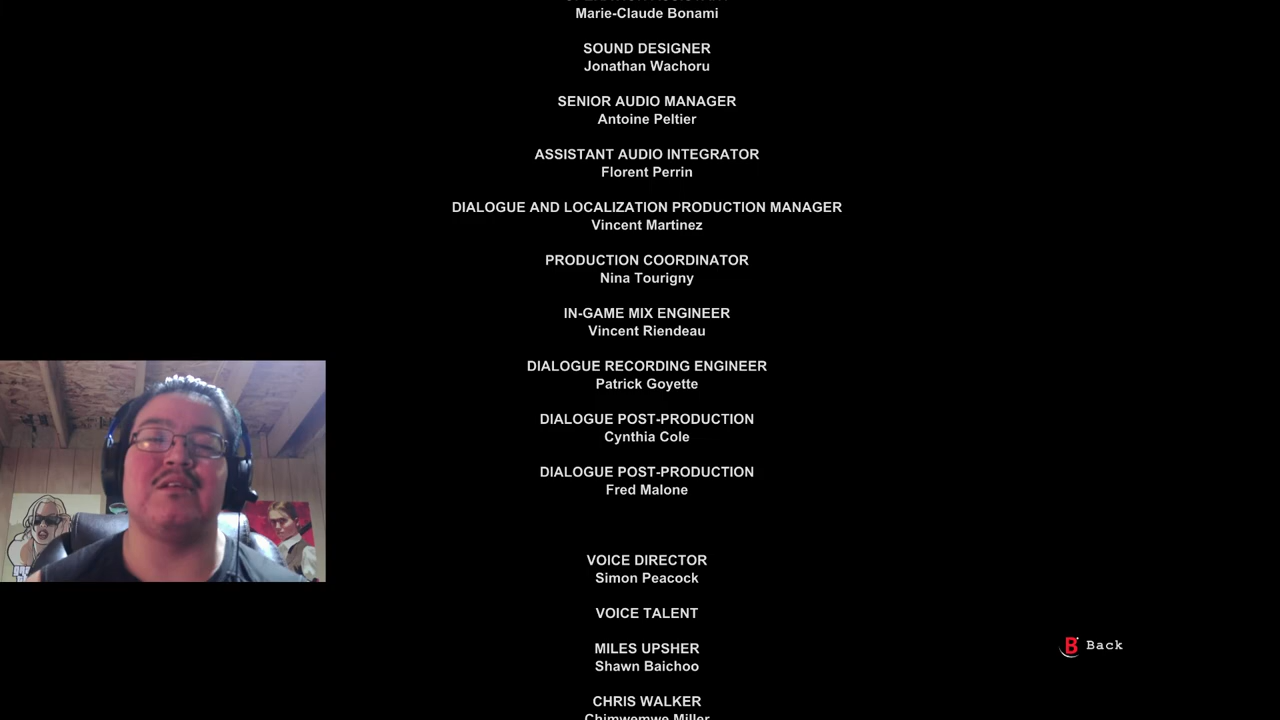 Marie-Claude Bonami
SOUND DESIGNER
Jonathan Wachoru
SENIOR AUDIO MANAGER
Antoine Peltier
ASSISTANT AUDIO INTEGRATOR
Florent Perrin
DIALOGUE AND LOCALIZATION PRODUCTION MANAGER
Vincent Martinez
PRODUCTION COORDINATOR
Nina Tourigny
IN-GAME MIX ENGINEER
Vincent Riendeau
DIALOGUE RECORDING ENGINEER
Patrick Goyette
DIALOGUE POST-PRODUCTION
Cynthia Cole
DIALOGUE POST-PRODUCTION
Fred Malone
VOICE DIRECTOR
Simon Peacock
VOICE TALENT
MILES UPSHER
Shawn Baichoo
B Back
CHRIS WALKER
Chimwemwe Miller